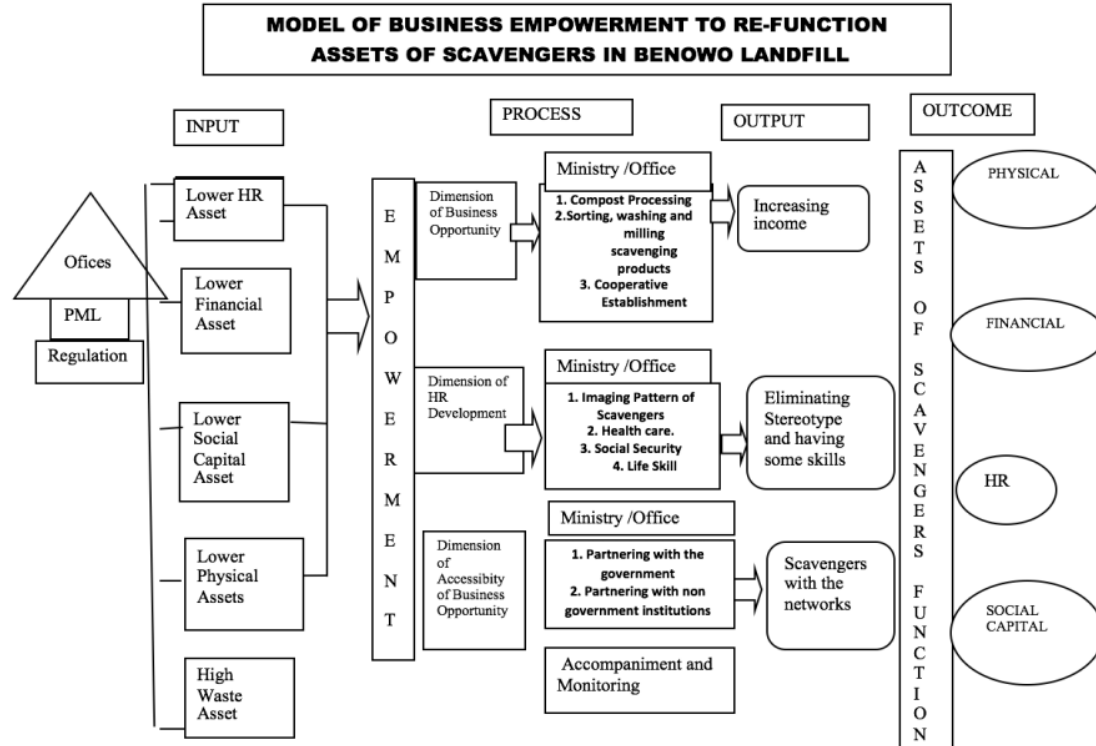 MODEL OF BUSINESS EMPOWERMENT TO RE-FUNCTION
ASSETS OF SCAVENGERS IN BENOWO LANDFILL
INPUT
PROCESS
OUTPUT
OUTCOME
Ofices
PML
Regulation
Lower HR
Asset
Lower
Financial
Asset
Lower
Social
Capital
Asset
Lower
Physical
Assets
High
Waste
Asset
E
M
P
O
W
E
R
M
E
N
T
Dimension
of Business
Opportunity
Ministry /Office
1. Compost Processing
2.Sorting, washing and
milling
scavenging
products
3. Cooperative
Establishment
Increasing
income
Dimension of
HR
Development
Ministry/Office
1. Imaging Pattern of
Scavengers
2. Health care.
3. Social Security
4. Life Skill
Eliminating
Stereotype
and having
some skills
Dimension
of
Accessibity
of Business
Opportunity
Ministry /Office
1. Partnering with the
government
2. Partnering with non
government institutions
Scavengers
with the
networks
Accompaniment and
Monitoring
A
S
S
E
T
S
O
F
S
C
A
V
E
N
G
E
R
S
F
U
N
C
T
I
O
N
PHYSICAL
FINANCIAL
HR
SOCIAL
CAPITAL